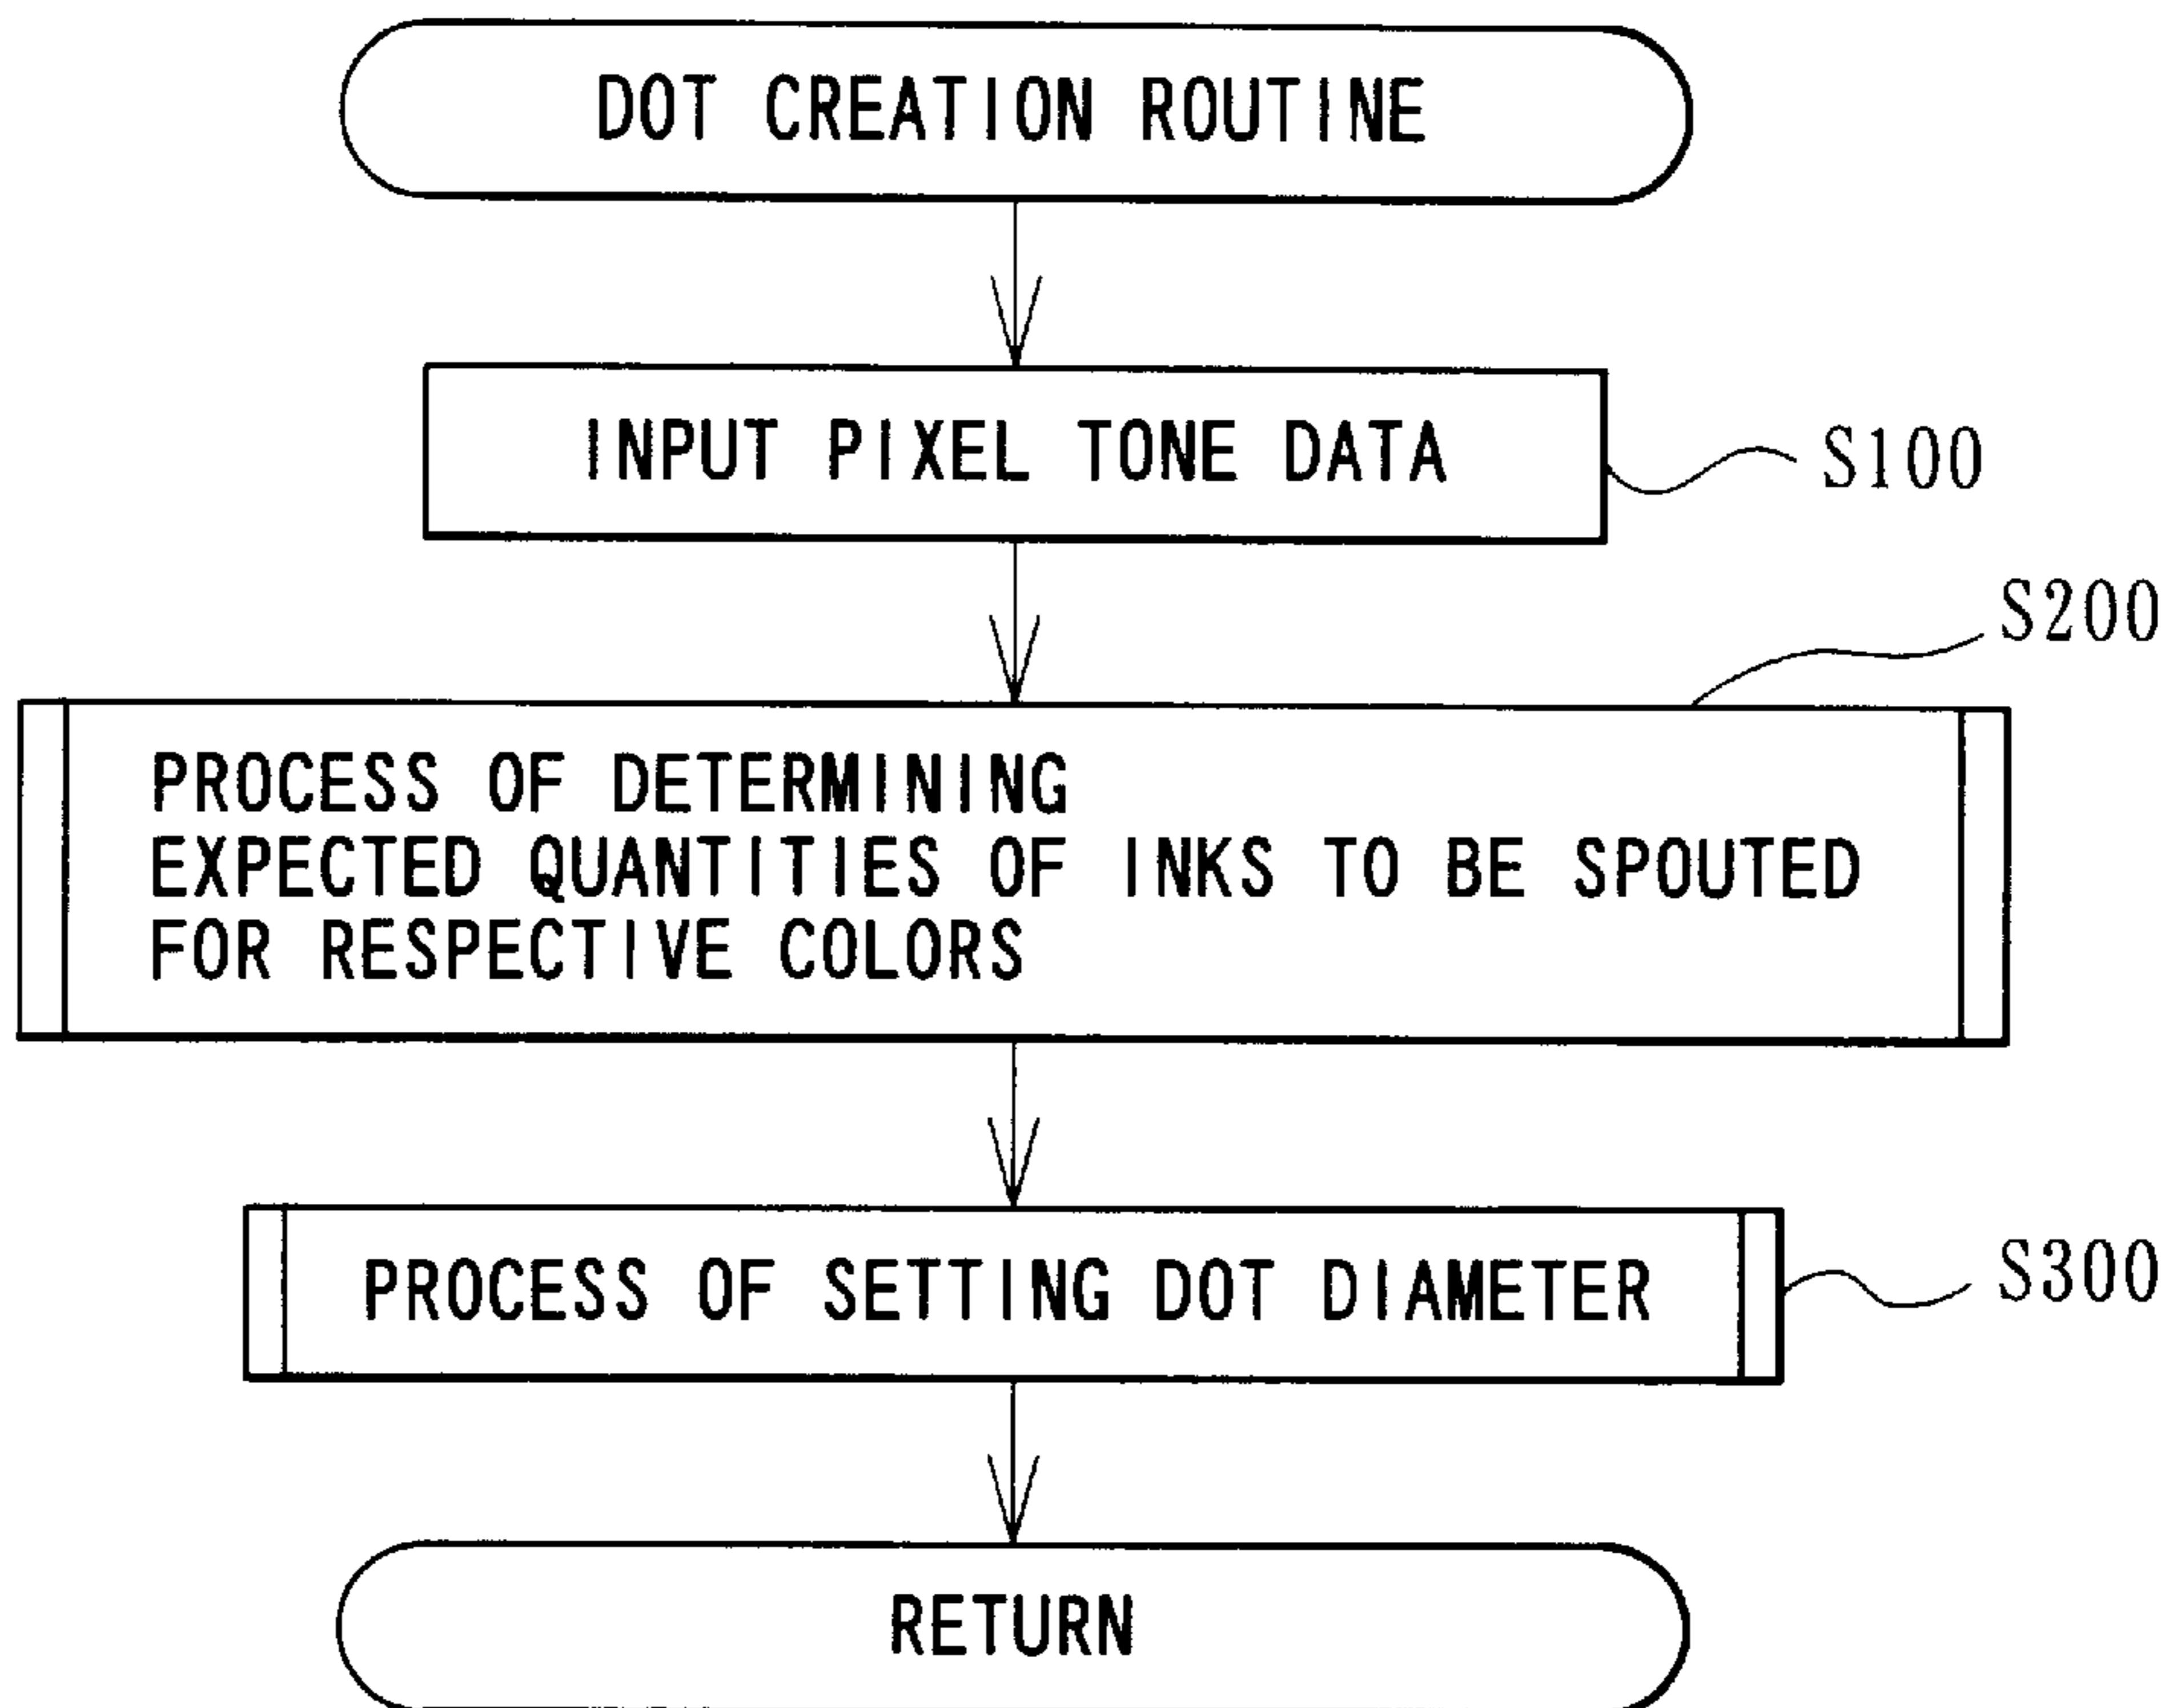 DOT CREATION ROUTINE
INPUT PIXEL TONE DATA
S100
S200
PROCESS OF DETERMINING
EXPECTED QUANTITIES OF INKS TO BE SPOUTED
FOR RESPECTIVE COLORS
PROCESS OF SETTING DOT DIAMETER
S300
RETURN